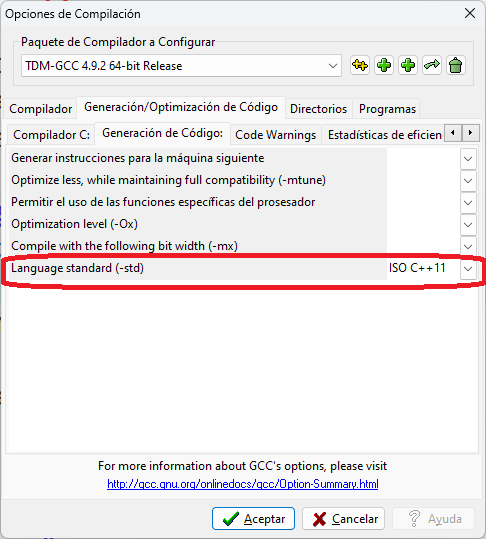 Opciones de Compilación
Paquete de Compilador a Configurar
TDM-GCC 4.9.2 64-bit Release
Compilador Generación/Optimización de Código Directorios Programas
Compilador C: Generación de Código: Code Warnings Estadísticas de eficien
Generar instrucciones para la máquina siguiente
Optimize less, while maintaining full compatibility (-mtune)
Permitir el uso de las funciones específicas del prosesador
Optimization level (-Ox)
Compile with the following bit width (-mx)
Language standard (-std) ISO C++11
For more information about GCC's options, please visit
http://gcc.gnu.org/onlinedocs/gcc/Option-Summary.html
Aceptar Cancelar Ayuda